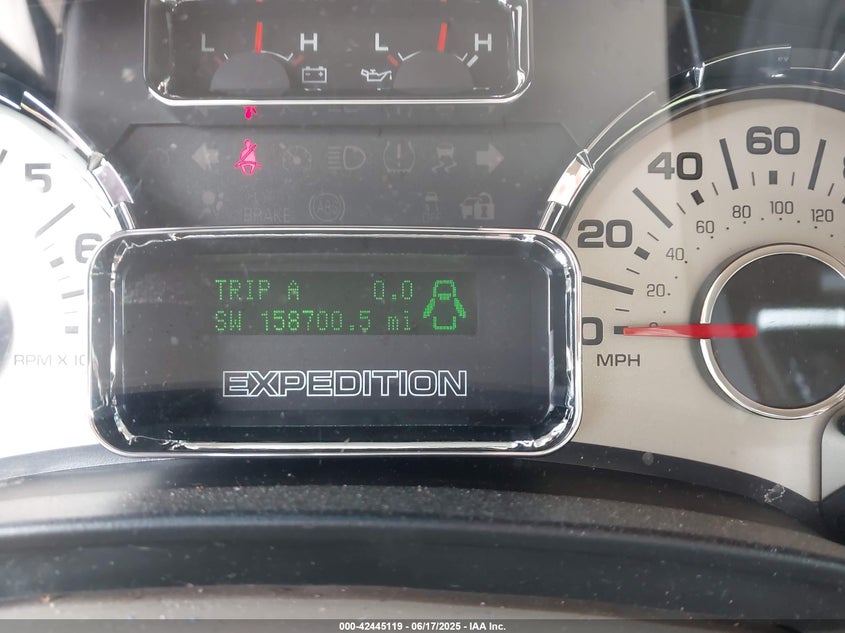 L H L H
BRAKE ABS
5
6
RPM X 10
TRIP A 0.0
SW 158700.5 mi
EXPEDITION
0 20 40 60
20 40 60 80 100 120
MPH
000-42445119 - 06/17/2025 - IAA Inc.